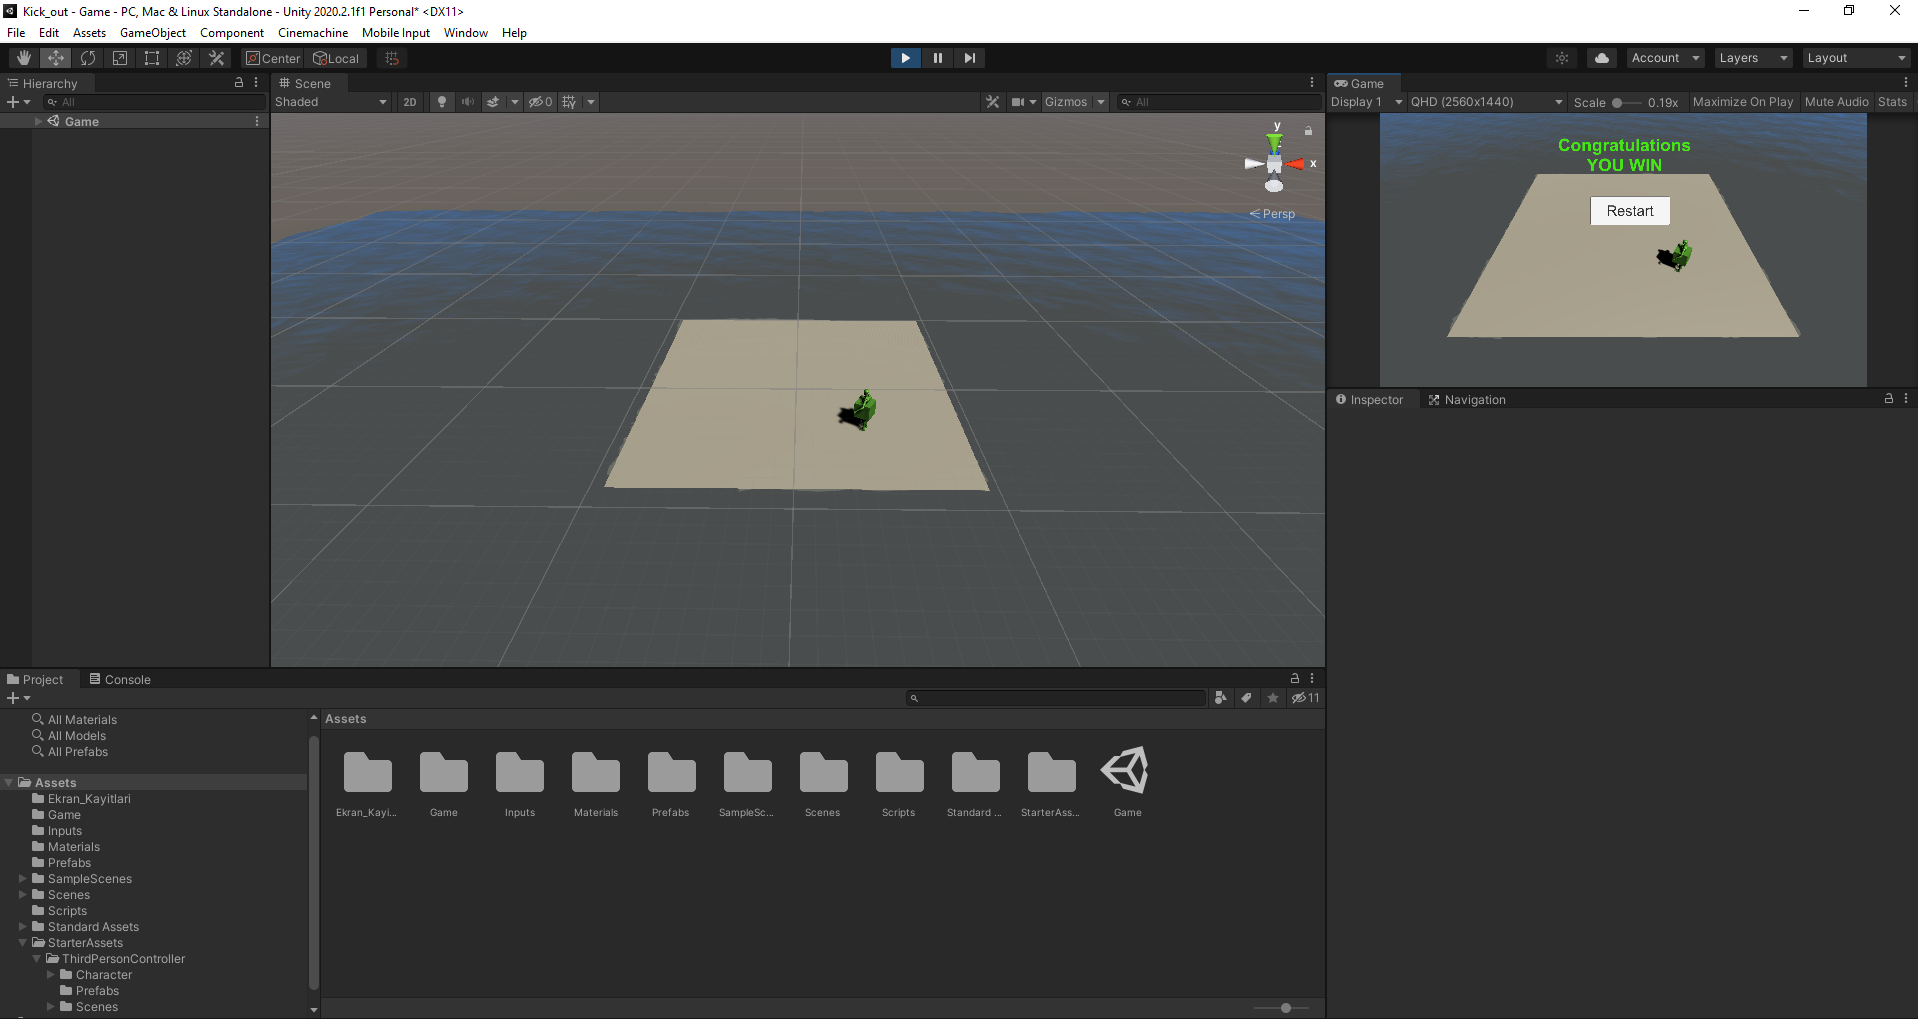 Kick_out - Game - PC, Mac & Linux Standalone - Unity 2020.2.1f1 Personal* <DX11>
File Edit Assets GameObject Component Cinemachine Mobile Input Window Help
Center Local Account Layers Layout
Hierarchy
All
Game
Scene
Shaded 2D 0 Gizmos All
y
x
Persp
Game
Display 1 QHD (2560x1440) Scale 0.19x Maximize On Play Mute Audio Stats
Congratulations
YOU WIN
Restart
Inspector Navigation
Project Console
11
All Materials
All Models
All Prefabs
Assets
Ekran_Kayitlari
Game
Inputs
Materials
Prefabs
SampleScenes
Scenes
Scripts
Standard Assets
StarterAssets
ThirdPersonController
Character
Prefabs
Scenes
Assets
Ekran_Kayi... Game Inputs Materials Prefabs SampleSc... Scenes Scripts Standard ... StarterAss... Game